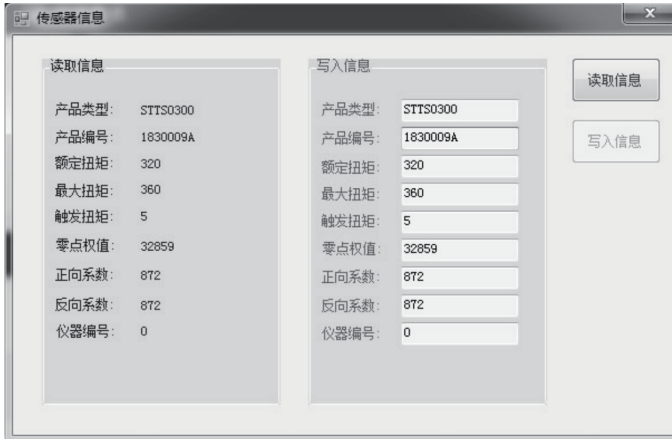 传感器信息
读取信息
产品类型: STTS0300
产品编号: 1830009A
额定扭矩: 320
最大扭矩: 360
触发扭矩: 5
零点权值: 32859
正向系数: 872
反向系数: 872
仪器编号: 0
写入信息
产品类型: STTS0300
产品编号: 1830009A
额定扭矩: 320
最大扭矩: 360
触发扭矩: 5
零点权值: 32859
正向系数: 872
反向系数: 872
仪器编号: 0
读取信息
写入信息